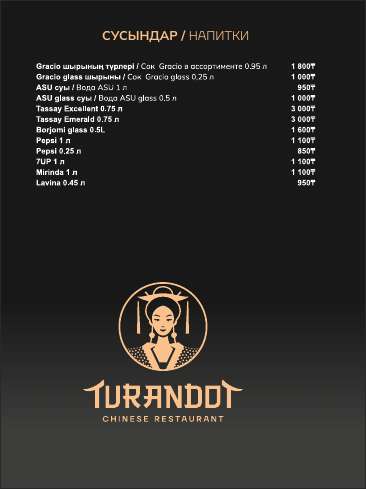 СУСЫНДАР / НАПИТКИ
Gracio шырынның түрлері / Сок Gracio в ассортименте 0.95 л 1 800₸
Gracio glass шырыны / Сок Gracio glass 0,25 л 1 000₸
ASU суы / Вода ASU 1 л 950₸
ASU glass суы / Вода ASU glass 0,5 л 1 000₸
Tassay Excellent 0.75 л 3 000₸
Tassay Emerald 0.75 л 3 000₸
Borjomi glass 0.5L 1 600₸
Pepsi 1 л 1 100₸
Pepsi 0,25 л 850₸
7UP 1 л 1 100₸
Mirinda 1 л 1 100₸
Lavina 0.45 л 950₸
TURANDOT
CHINESE RESTAURANT